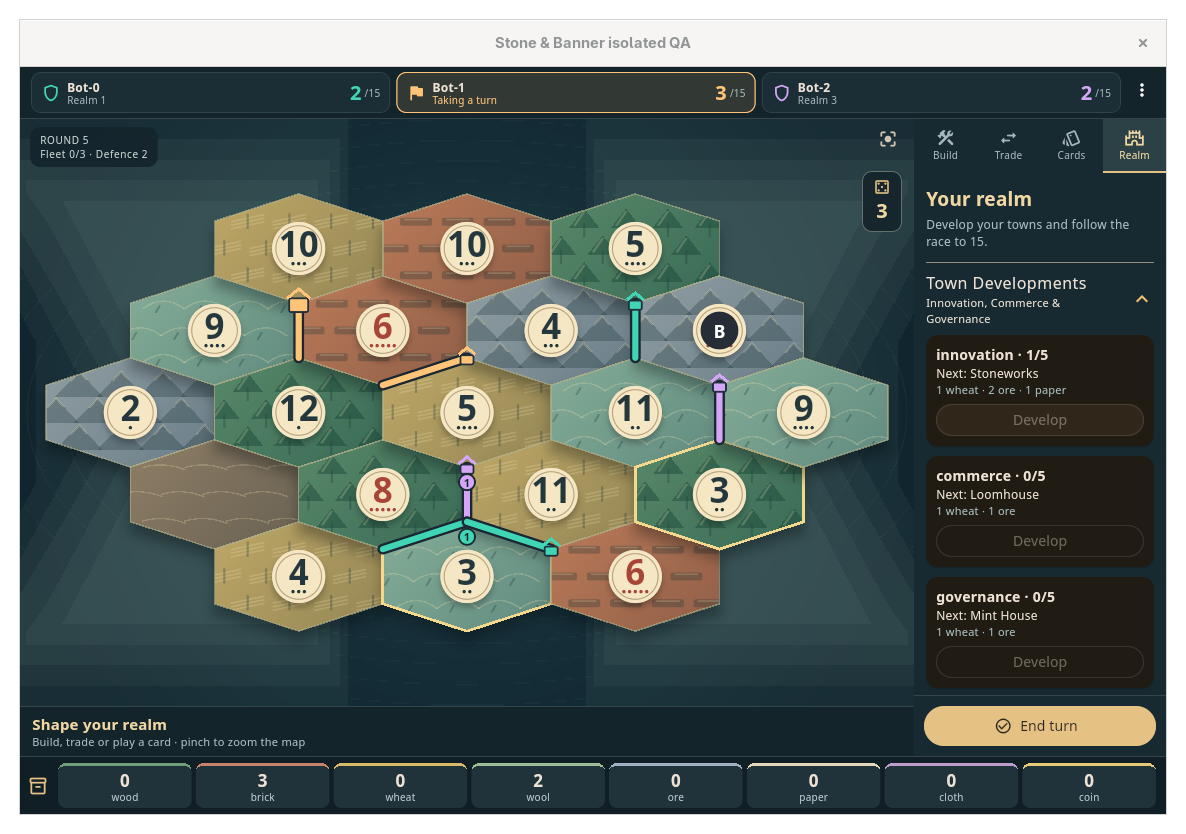 Stone & Banner isolated QA
×
Bot-0
Realm 1
2 /15
Bot-1
Taking a turn
3 /15
Bot-2
Realm 3
2 /15
ROUND 5
Fleet 0/3 · Defence 2
3
10
10
5
9
6
4
B
2
12
5
11
9
8
1
11
3
4
1
3
6
Build
Trade
Cards
Realm
Your realm
Develop your towns and follow the
race to 15.
Town Developments
Innovation, Commerce &
Governance
innovation · 1/5
Next: Stoneworks
1 wheat · 2 ore · 1 paper
Develop
commerce · 0/5
Next: Loomhouse
1 wheat · 1 ore
Develop
governance · 0/5
Next: Mint House
1 wheat · 1 ore
Develop
Shape your realm
Build, trade or play a card · pinch to zoom the map
End turn
0
wood
3
brick
0
wheat
2
wool
0
ore
0
paper
0
cloth
0
coin